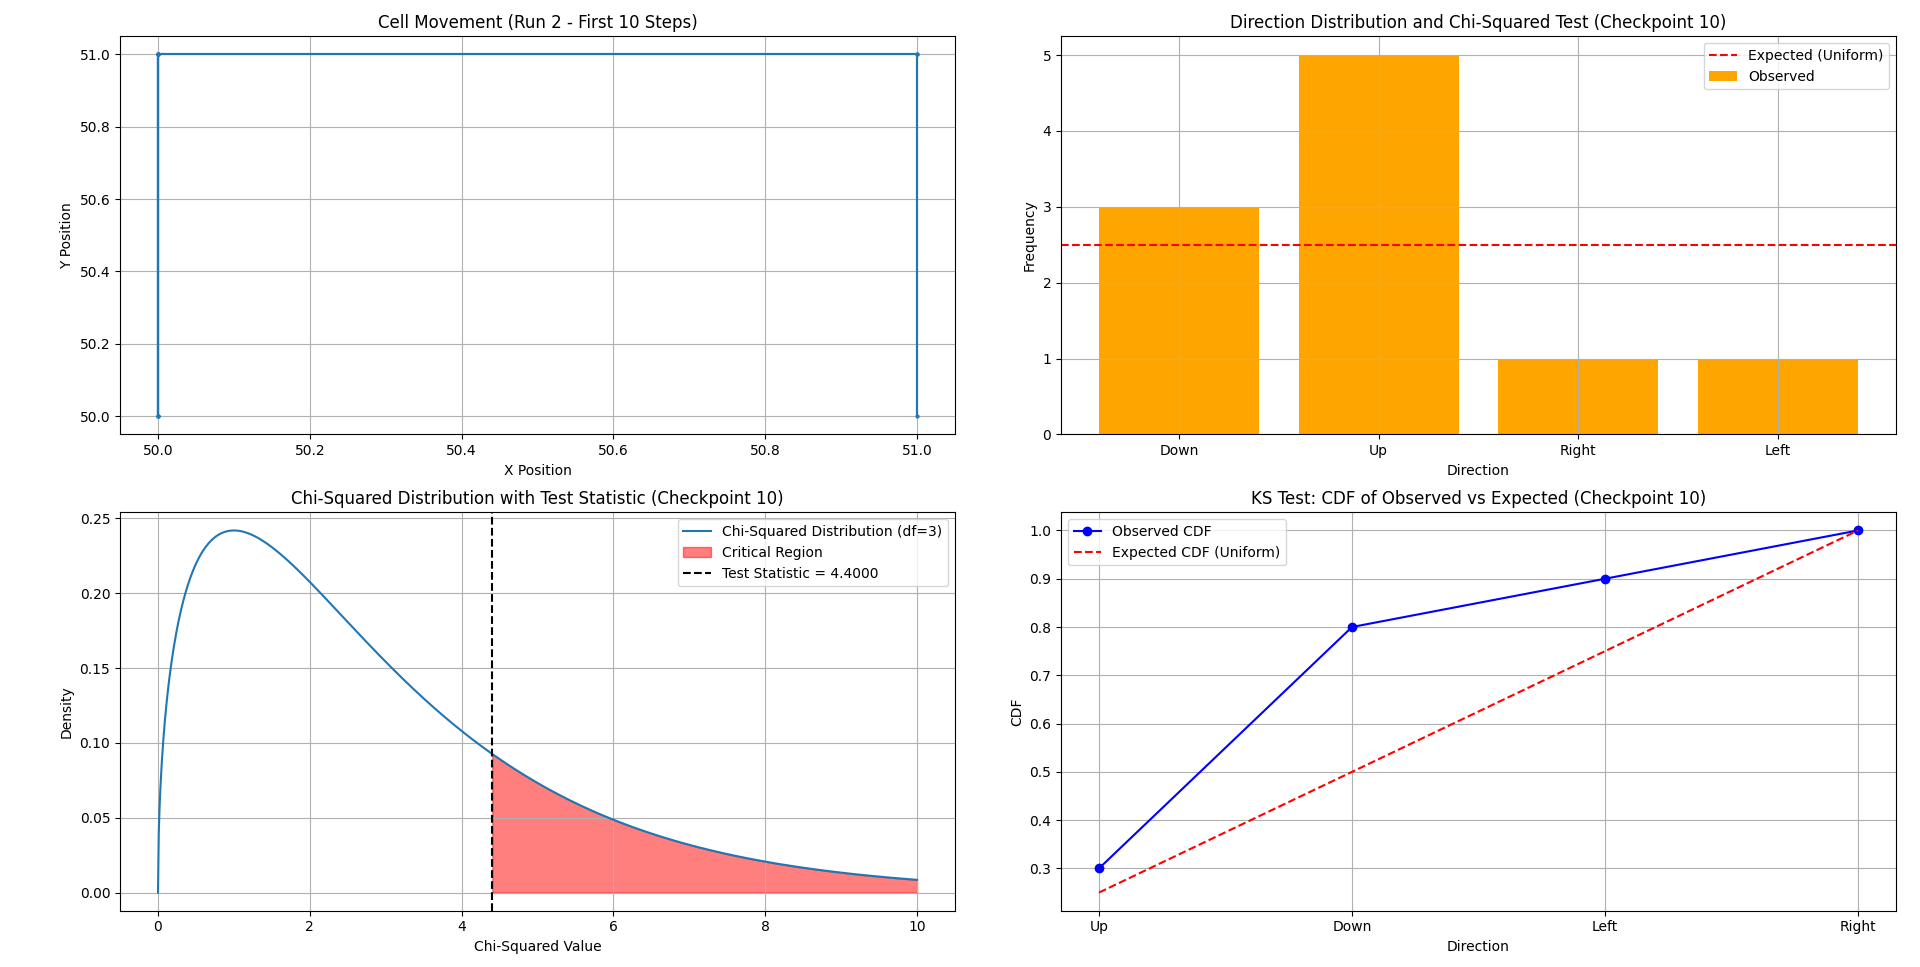 Cell Movement (Run 2 - First 10 Steps)
51.0
50.8
50.6
50.4
50.2
50.0
Y Position
50.0 50.2 50.4 50.6 50.8 51.0
X Position
Direction Distribution and Chi-Squared Test (Checkpoint 10)
Expected (Uniform)
Observed
5
4
3
2
1
0
Frequency
Down Up Right Left
Direction
Chi-Squared Distribution with Test Statistic (Checkpoint 10)
Chi-Squared Distribution (df=3)
Critical Region
Test Statistic = 4.4000
0.25
0.20
0.15
0.10
0.05
0.00
Density
0 2 4 6 8 10
Chi-Squared Value
KS Test: CDF of Observed vs Expected (Checkpoint 10)
Observed CDF
Expected CDF (Uniform)
1.0
0.9
0.8
0.7
0.6
0.5
0.4
0.3
CDF
Up Down Left Right
Direction